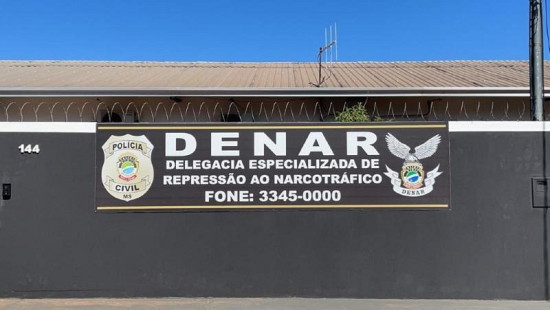 144
POLÍCIA
CIVIL
MS
DENAR
DELEGACIA ESPECIALIZADA DE
REPRESSÃO AO NARCOTRÁFICO
FONE: 3345-0000
DENAR